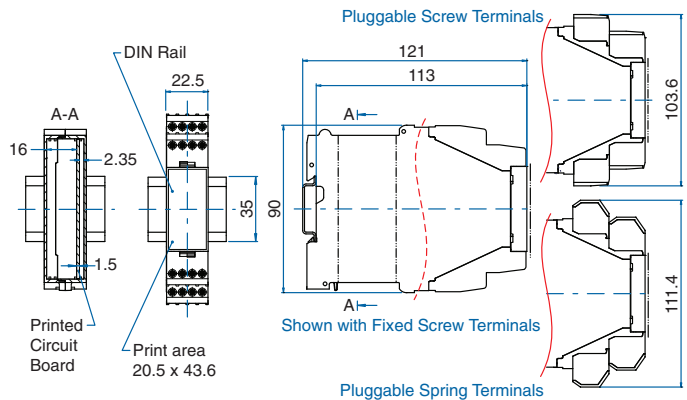 Pluggable Screw Terminals
DIN Rail
121
22.5
113
A-A
A
16
2.35
103.6
90
35
1.5
A
111.4
Shown with Fixed Screw Terminals
Printed
Circuit
Board
Print area
20.5 x 43.6
Pluggable Spring Terminals